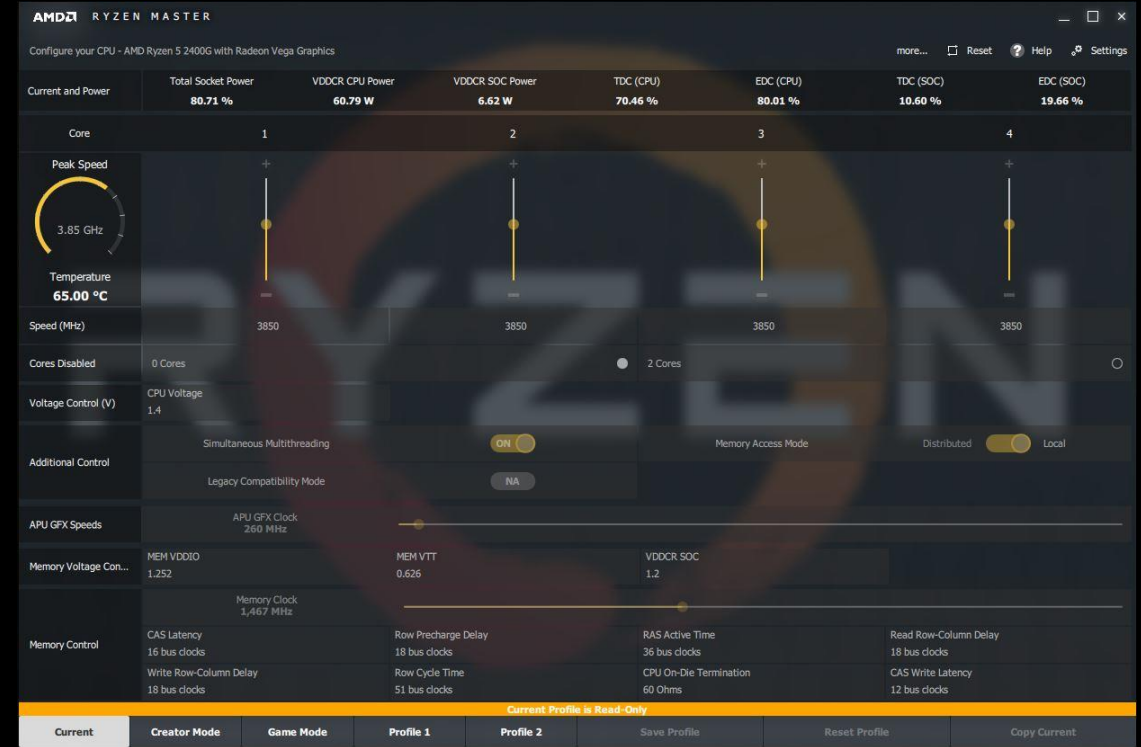 AMD RYZEN MASTER
Configure your CPU - AMD Ryzen 5 2400G with Radeon Vega Graphics more... Reset ? Help Settings
Current and Power
Total Socket Power VDDCR CPU Power VDDCR SOC Power TDC (CPU) EDC (CPU) TDC (SOC) EDC (SOC)
80.71 % 60.79 W 6.62 W 70.46 % 80.01 % 10.60 % 19.66 %
Core 1 2 3 4
Peak Speed
3.85 GHz
Temperature
65.00 °C
RYZEN
Speed (MHz) 3850 3850 3850 3850
Cores Disabled 0 Cores 2 Cores
Voltage Control (V)
CPU Voltage
1.4
Additional Control
Simultaneous Multithreading ON Memory Access Mode Distributed Local
Legacy Compatibility Mode NA
APU GFX Speeds
APU GFX Clock
260 MHz
Memory Voltage Con...
MEM VDDIO MEM VTT VDDCR SOC
1.252 0.626 1.2
Memory Control
Memory Clock
1,467 MHz
CAS Latency Row Precharge Delay RAS Active Time Read Row-Column Delay
16 bus clocks 18 bus clocks 36 bus clocks 18 bus clocks
Write Row-Column Delay Row Cycle Time CPU On-Die Termination CAS Write Latency
18 bus clocks 51 bus clocks 60 Ohms 12 bus clocks
Current Profile is Read-Only
Current Creator Mode Game Mode Profile 1 Profile 2 Save Profile Reset Profile Copy Current